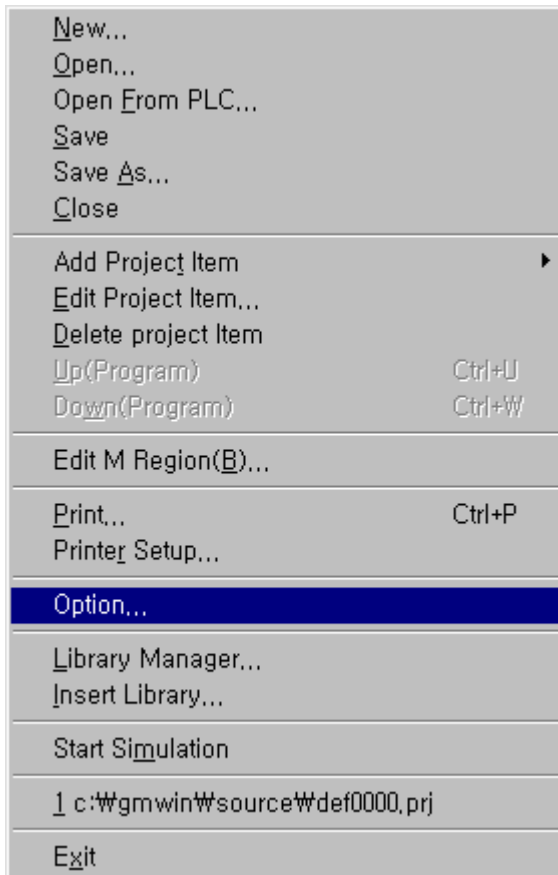 New...
Open...
Open From PLC...
Save
Save As...
Close
Add Project Item
Edit Project Item...
Delete project Item
Up(Program) Ctrl+U
Down(Program) Ctrl+W
Edit M Region(B)...
Print... Ctrl+P
Printer Setup...
Option...
Library Manager...
Insert Library...
Start Simulation
1 c:₩gmwin₩source₩def0000.prj
Exit